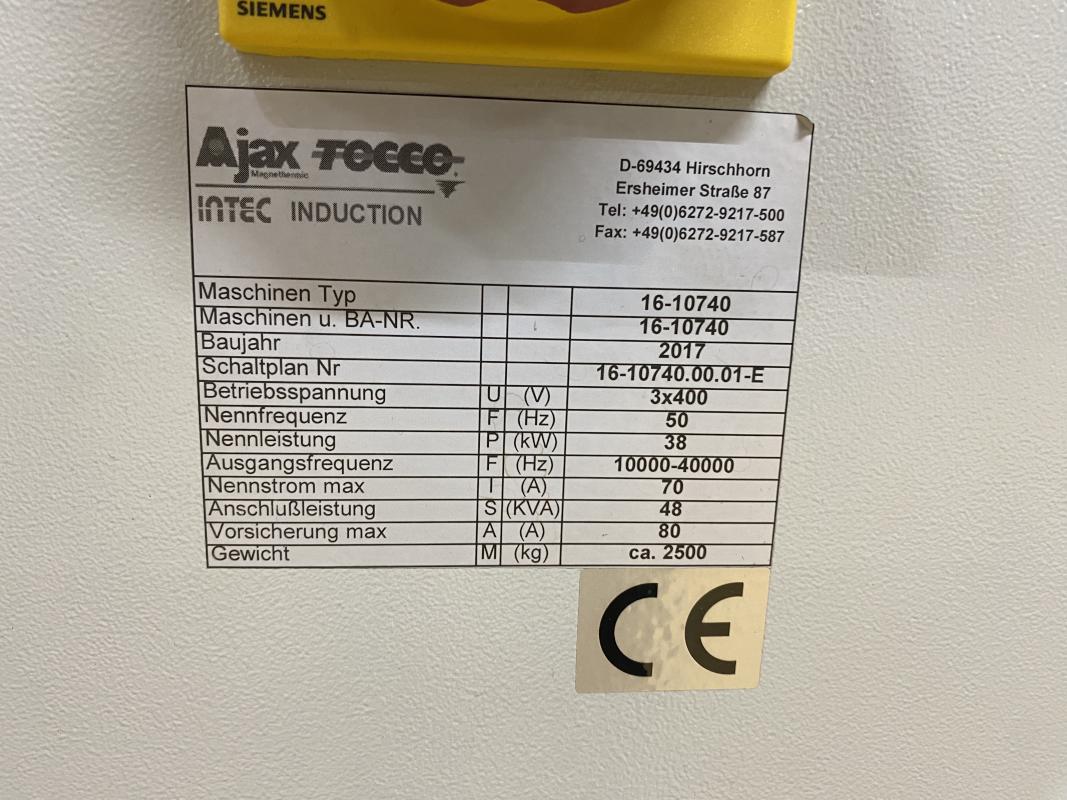 SIEMENS
Ajax TOCCO
Magnethermic
INTEC INDUCTION
D-69434 Hirschhorn
Ersheimer Straße 87
Tel: +49(0)6272-9217-500
Fax: +49(0)6272-9217-587
Maschinen Typ 16-10740
Maschinen u. BA-NR. 16-10740
Baujahr 2017
Schaltplan Nr 16-10740.00.01-E
Betriebsspannung U (V) 3x400
Nennfrequenz F (Hz) 50
Nennleistung P (kW) 38
Ausgangsfrequenz F (Hz) 10000-40000
Nennstrom max I (A) 70
Anschlußleistung S (KVA) 48
Vorsicherung max A (A) 80
Gewicht M (kg) ca. 2500
CE